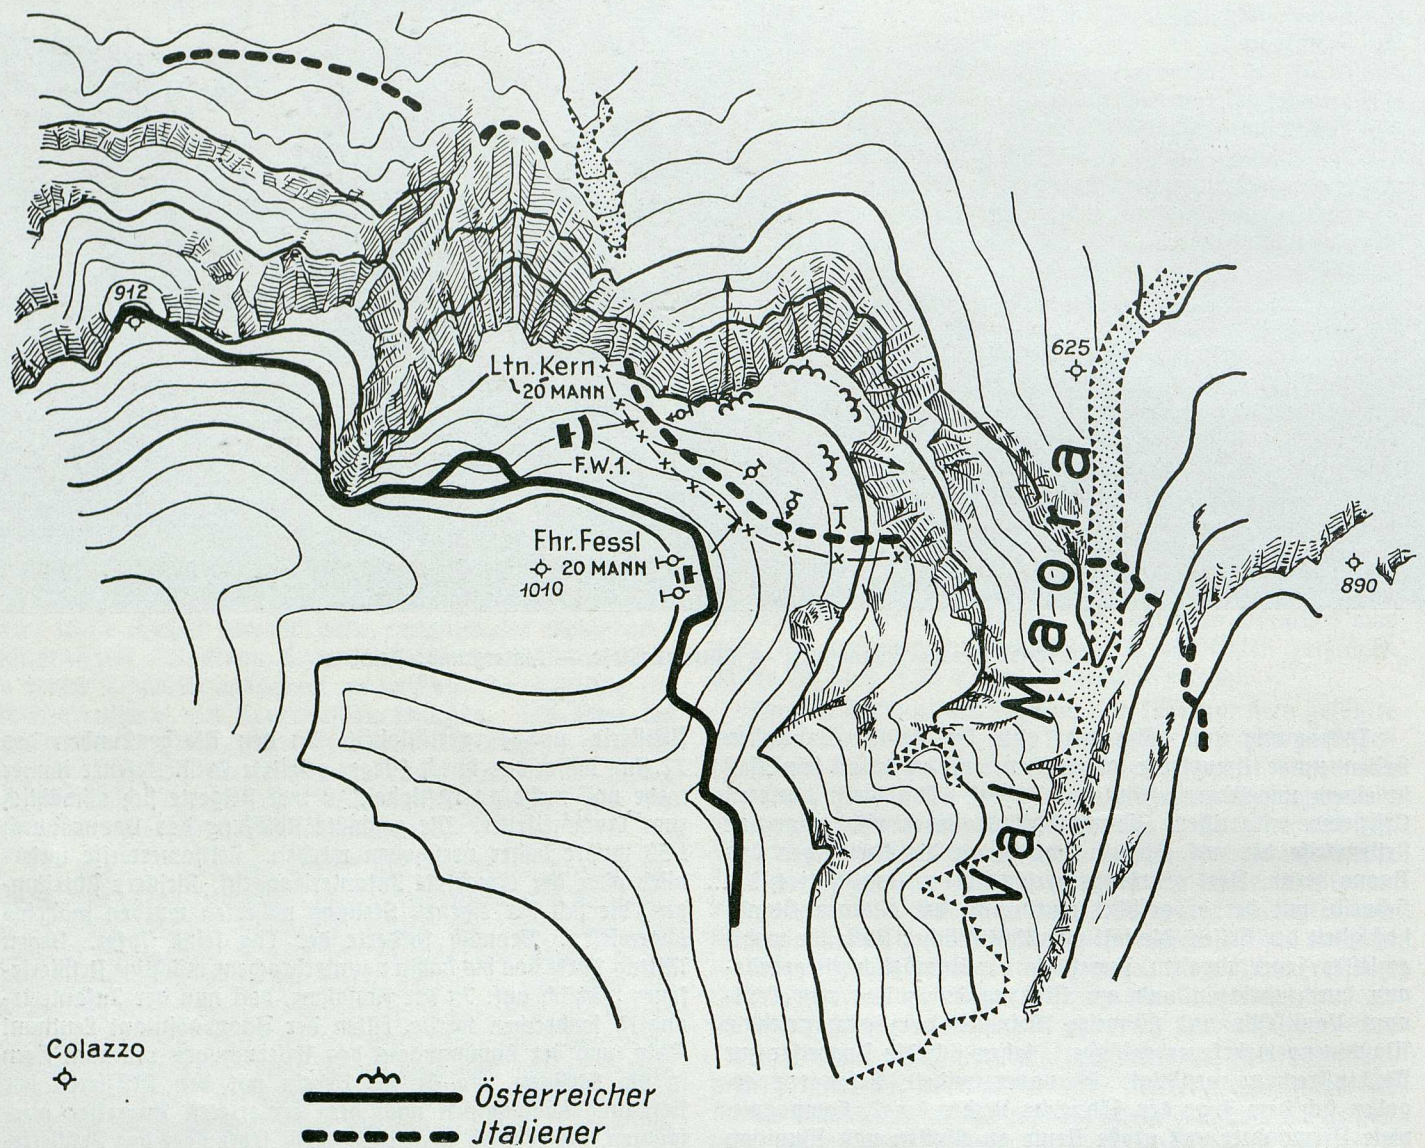 912
Ltn. Kern
20 MANN
625
F.W.1.
Fhr. Fessl
20 MANN
1010
890
Val Maora
Colazzo
Österreicher
Jtaliener